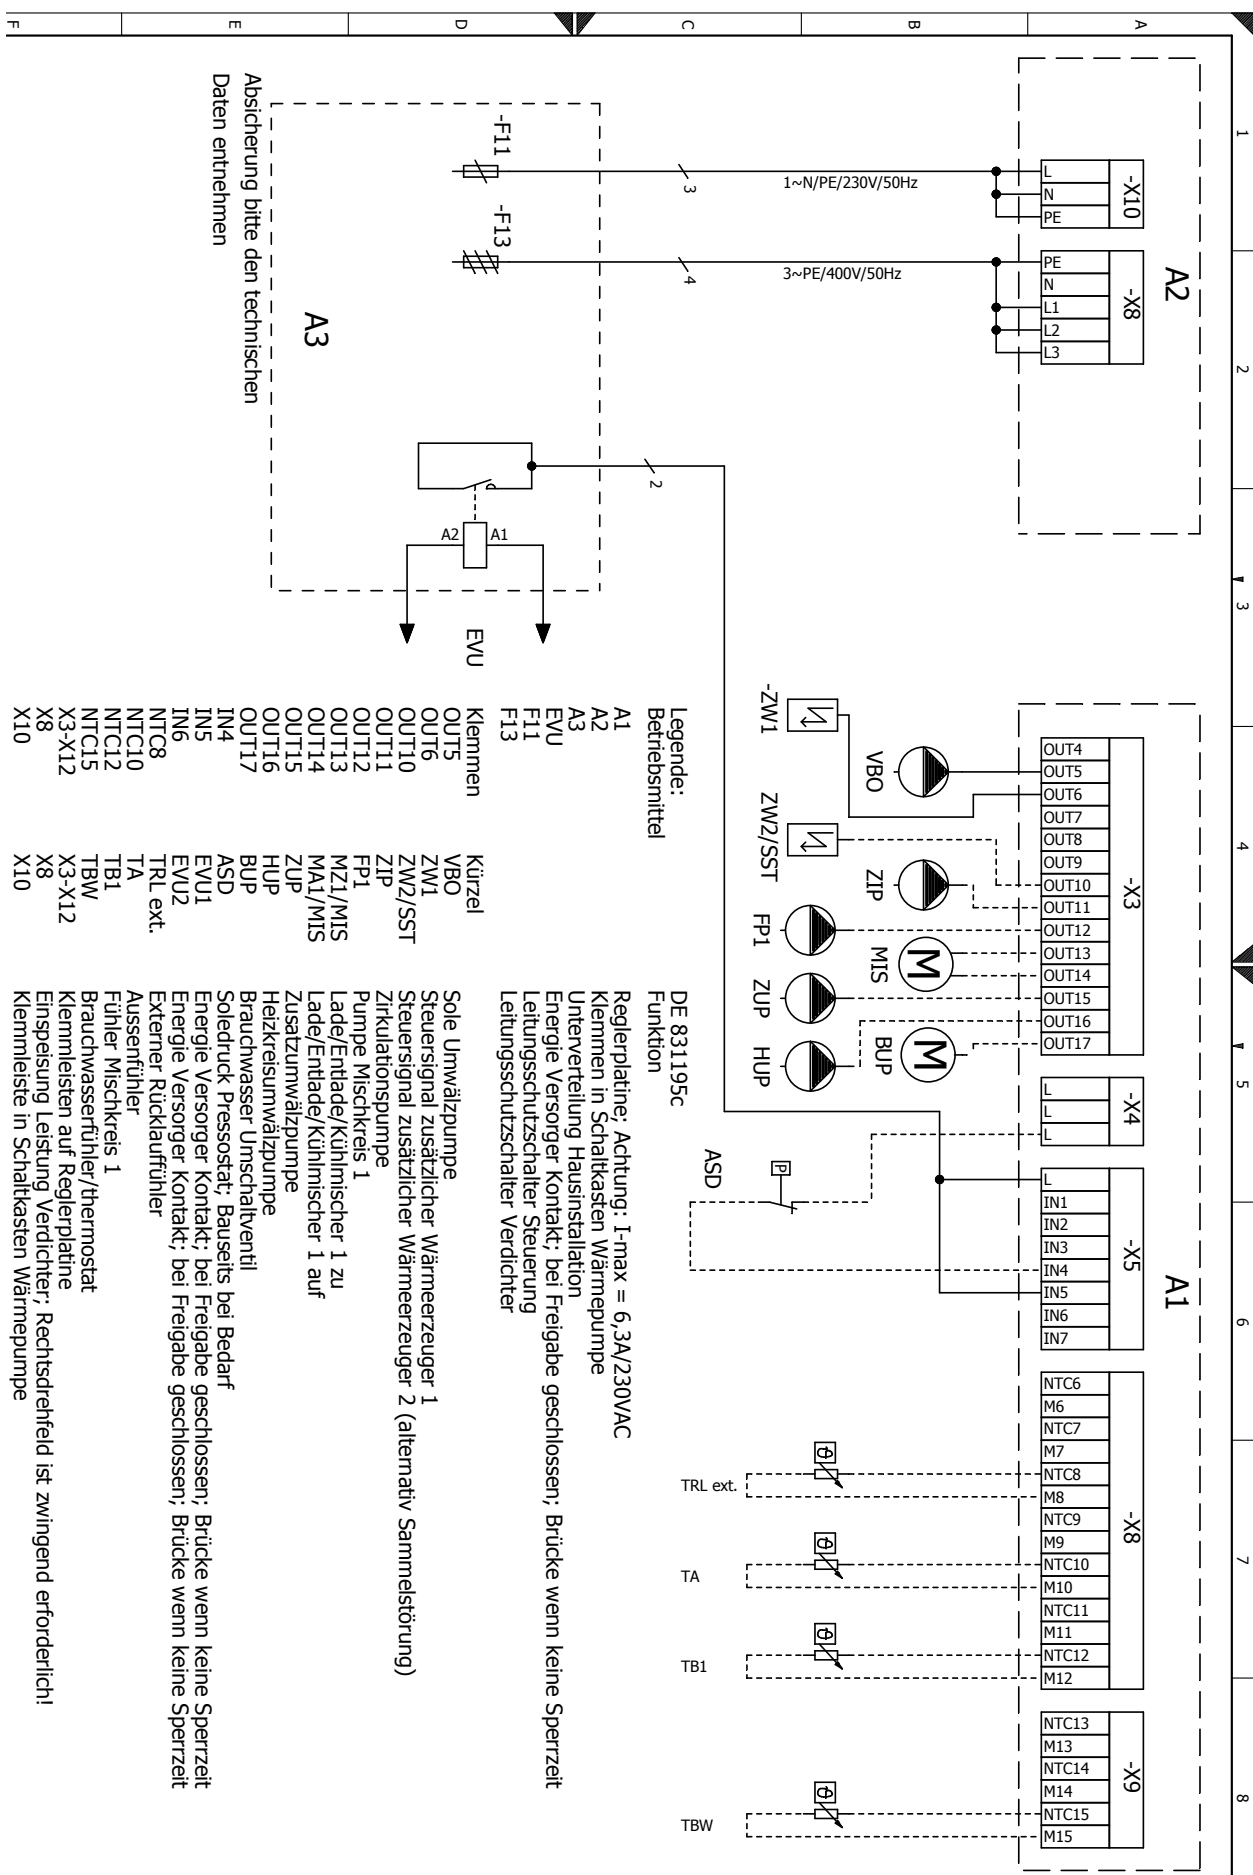 1
2
3
4
5
6
7
8
A
B
C
D
E
F
A2
-X10
L
N
PE
-X8
PE
N
L1
L2
L3
1~N/PE/230V/50Hz
3
3~PE/400V/50Hz
4
2
-F11
-F13
A3
A2
A1
EVU
Absicherung bitte den technischen
Daten entnehmen
A1
-X3
OUT4
OUT5
OUT6
OUT7
OUT8
OUT9
OUT10
OUT11
OUT12
OUT13
OUT14
OUT15
OUT16
OUT17
-X4
L
L
L
-X5
L
IN1
IN2
IN3
IN4
IN5
IN6
IN7
-X8
NTC6
M6
NTC7
M7
NTC8
M8
NTC9
M9
NTC10
M10
NTC11
M11
NTC12
M12
-X9
NTC13
M13
NTC14
M14
NTC15
M15
-ZW1
VBO
ZW2/SST
ZIP
FP1
M
MIS
ZUP
HUP
M
BUP
P
ASD
TRL ext.
TA
TB1
TBW
Legende: DE 831195c
Betriebsmittel Funktion
A1 Reglerplatine; Achtung: I-max = 6,3A/230VAC
A2 Klemmen in Schaltkasten Wärmepumpe
A3 Unterverteilung Hausinstallation
EVU Energie Versorger Kontakt; bei Freigabe geschlossen; Brücke wenn keine Sperrzeit
F11 Leitungsschutzschalter Steuerung
F13 Leitungsschutzschalter Verdichter
Klemmen Kürzel
OUT5 VBO Sole Umwälzpumpe
OUT6 ZW1 Steuersignal zusätzlicher Wärmeerzeuger 1
OUT10 ZW2/SST Steuersignal zusätzlicher Wärmeerzeuger 2 (alternativ Sammelstörung)
OUT11 ZIP Zirkulationspumpe
OUT12 FP1 Pumpe Mischkreis 1
OUT13 MZ1/MIS Lade/Entlade/Kühlmischer 1 zu
OUT14 MA1/MIS Lade/Entlade/Kühlmischer 1 auf
OUT15 ZUP Zusatzumwälzpumpe
OUT16 HUP Heizkreisumwälzpumpe
OUT17 BUP Brauchwasser Umschaltventil
IN4 ASD Soledruck Pressostat; Bauseits bei Bedarf
IN5 EVU1 Energie Versorger Kontakt; bei Freigabe geschlossen; Brücke wenn keine Sperrzeit
IN6 EVU2 Energie Versorger Kontakt; bei Freigabe geschlossen; Brücke wenn keine Sperrzeit
NTC8 TRL ext. Externer Rücklauffühler
NTC10 TA Aussenfühler
NTC12 TB1 Fühler Mischkreis 1
NTC15 TBW Brauchwasserfühler/thermostat
X3-X12 X3-X12 Klemmleisten auf Reglerplatine
X8 X8 Einspeisung Leistung Verdichter; Rechtsdrehfeld ist zwingend erforderlich!
X10 X10 Klemmleiste in Schaltkasten Wärmepumpe